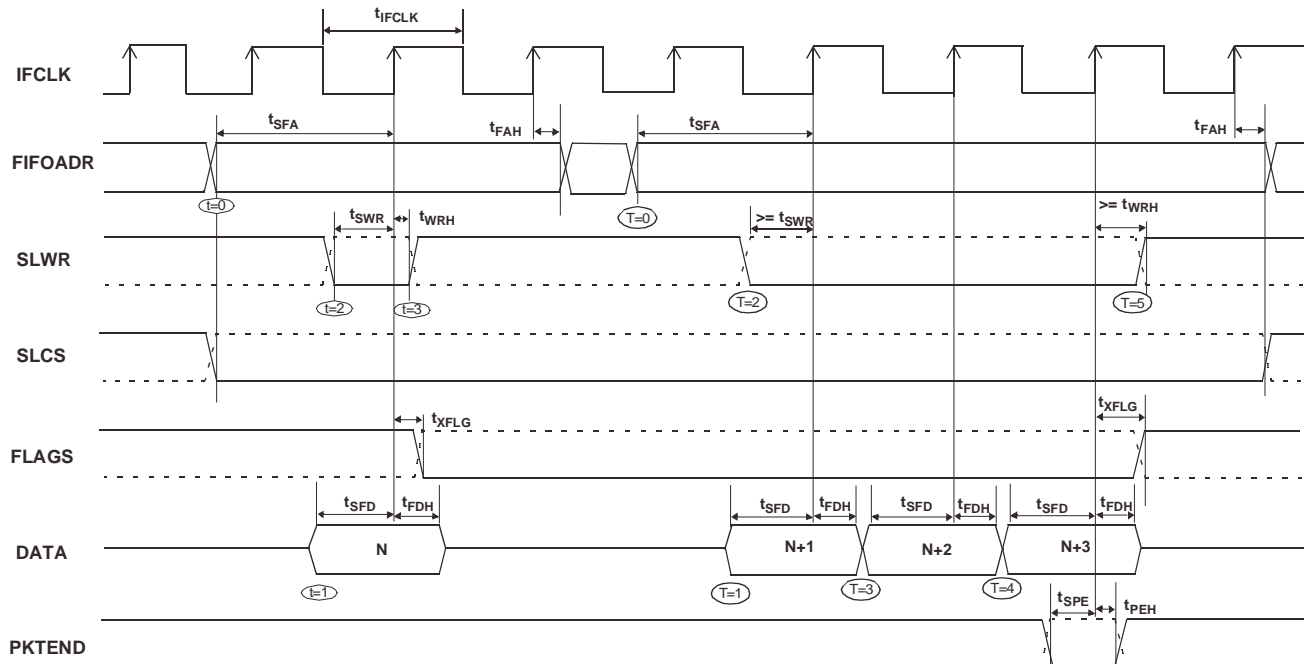 tIFCLK
IFCLK
tSFA
tFAH
tSFA
tFAH
FIFOADR
t=0
T=0
tSWR
tWRH
>= tSWR
>= tWRH
SLWR
t=2
t=3
T=2
T=5
SLCS
tXFLG
tXFLG
FLAGS
tSFD
tFDH
tSFD
tFDH
tSFD
tFDH
tSFD
tFDH
DATA
N
N+1
N+2
N+3
t=1
T=1
T=3
T=4
tSPE
tPEH
PKTEND